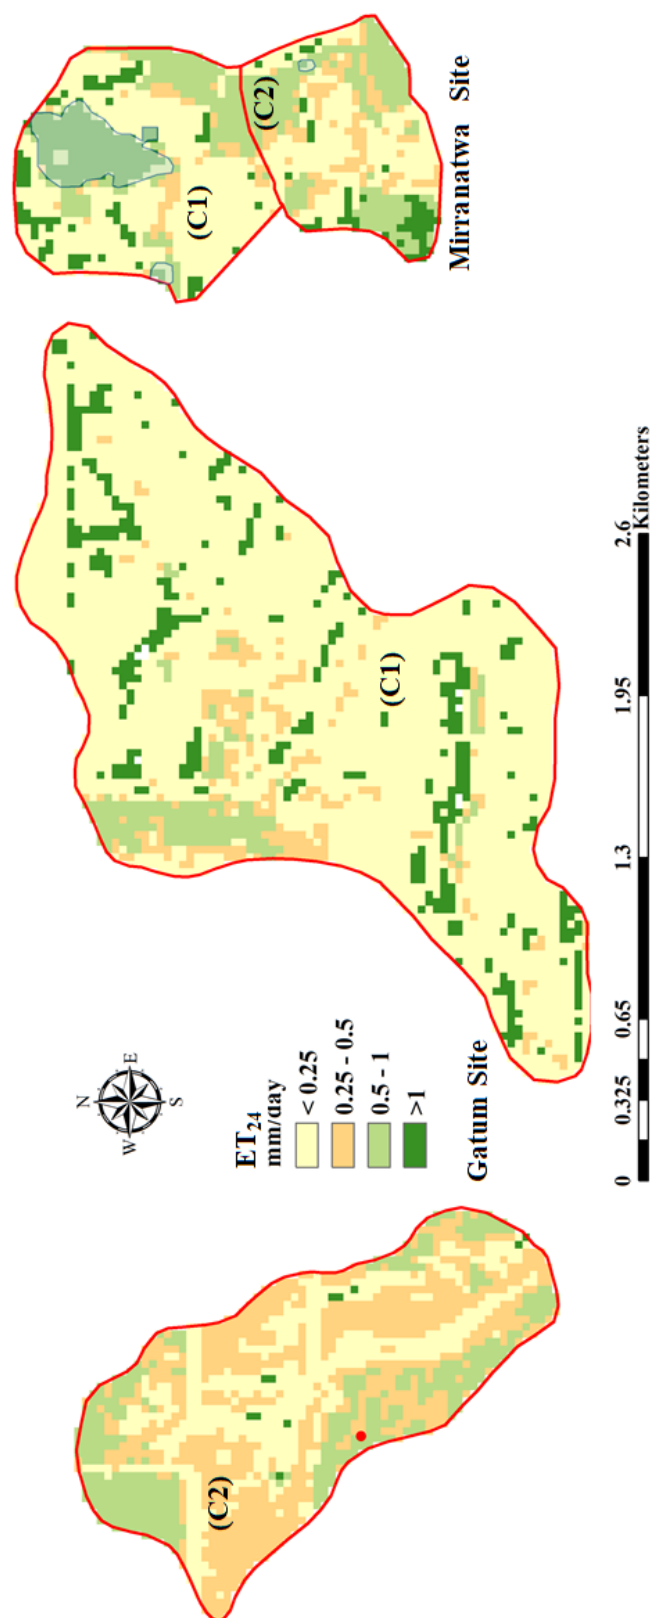 (C1)
(C2)
Mirranatwa Site
(C1)
N
E
S
W
ET24
mm/day
< 0.25
0.25 - 0.5
0.5 - 1
>1
Gatum Site
(C2)
0 0.325 0.65 1.3 1.95 2.6
Kilometers